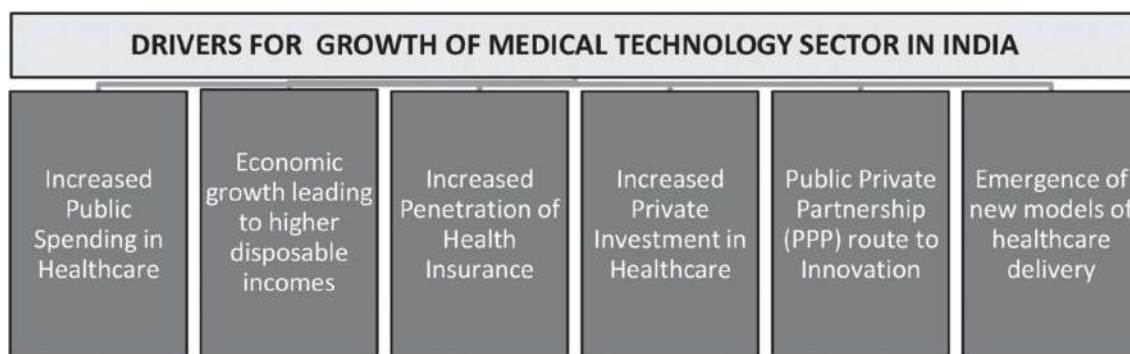 DRIVERS FOR GROWTH OF MEDICAL TECHNOLOGY SECTOR IN INDIA
Increased
Public
Spending in
Healthcare
Economic
growth leading
to higher
disposable
incomes
Increased
Penetration of
Health
Insurance
Increased
Private
Investment in
Healthcare
Public Private
Partnership
(PPP) route to
Innovation
Emergence of
new models of
healthcare
delivery